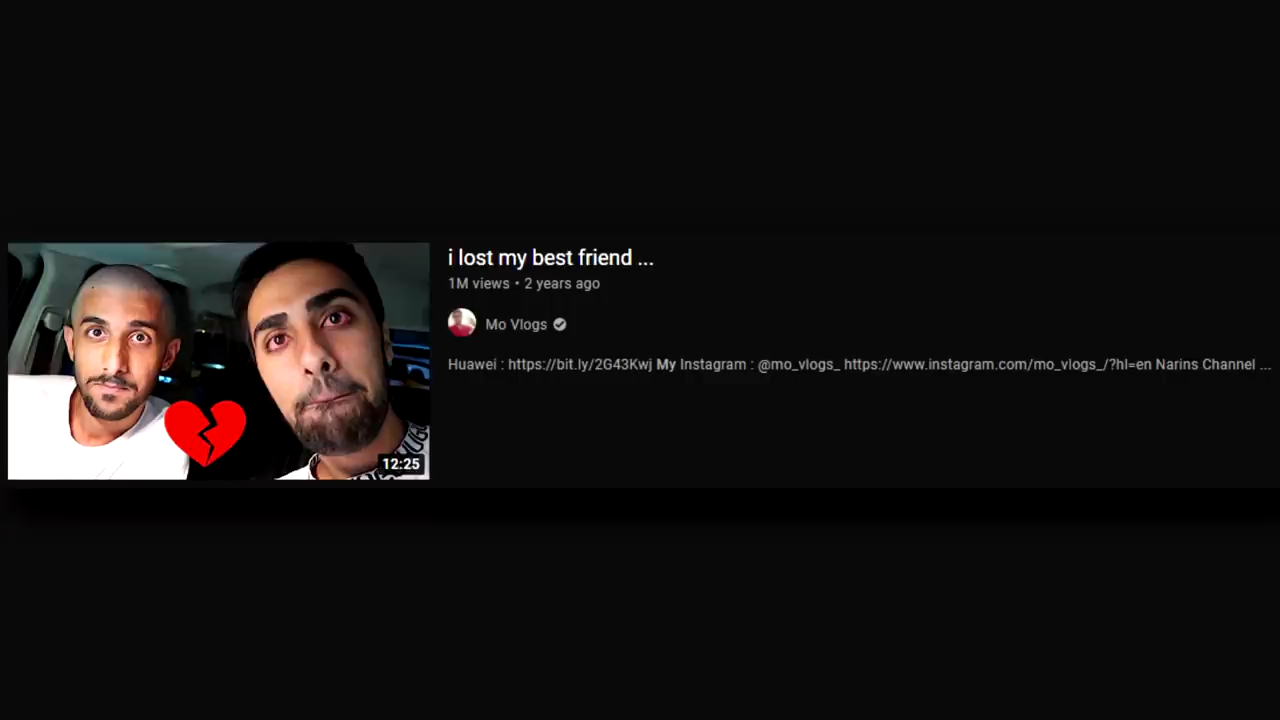 i lost my best friend ...
1M views • 2 years ago
Mo Vlogs
Huawei : https://bit.ly/2G43Kwj My Instagram : @mo_vlogs_ https://www.instagram.com/mo_vlogs_/?hl=en Narins Channel ...
12:25